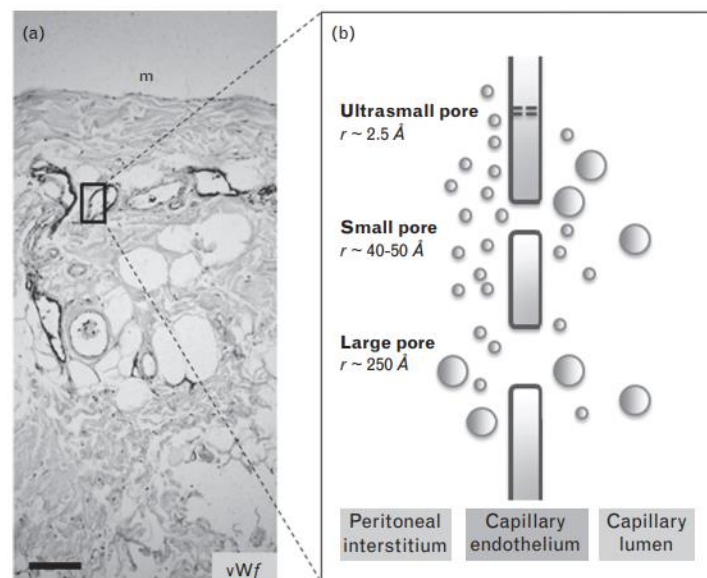 (a)
m
vWf
(b)
Ultrasmall pore
r ~ 2.5 Å
Small pore
r ~ 40-50 Å
Large pore
r ~ 250 Å
Peritoneal
interstitium
Capillary
endothelium
Capillary
lumen